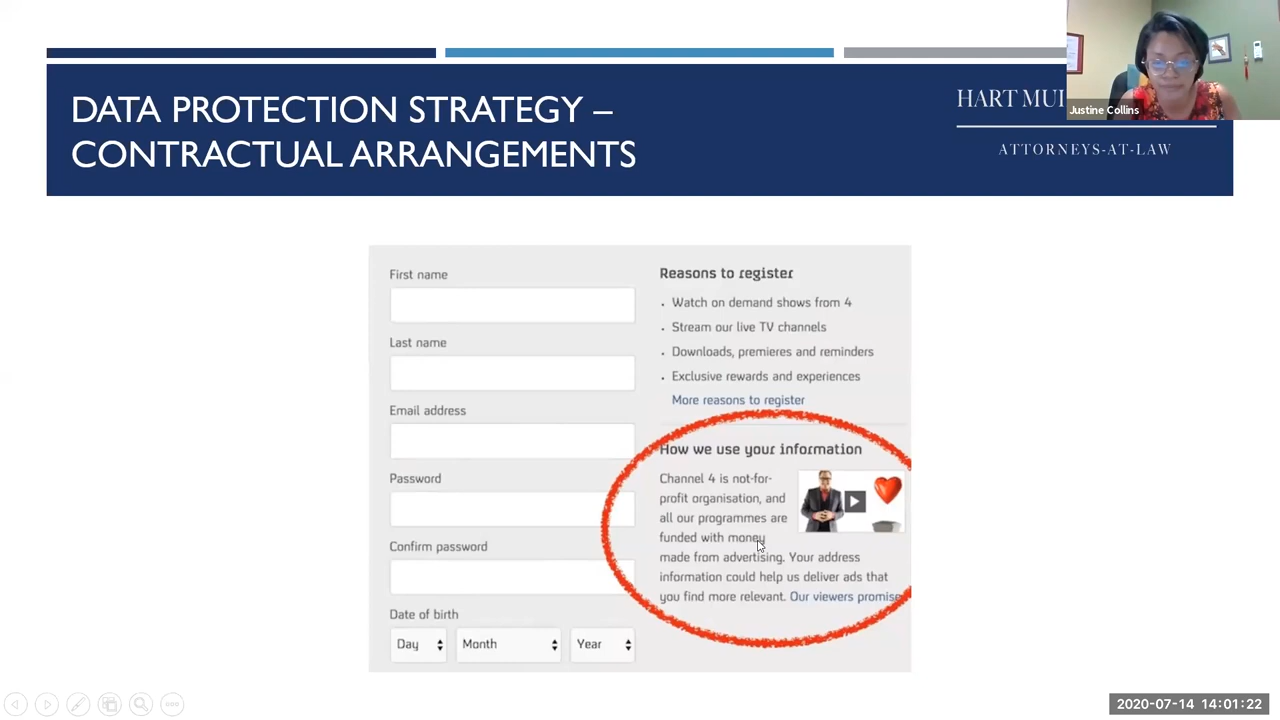 DATA PROTECTION STRATEGY –
CONTRACTUAL ARRANGEMENTS
HART
ATTORNEYS-AT-LAW
Justine Collins
First name
Last name
Email address
Password
Confirm password
Date of birth
Day
Month
Year
Reasons to register
• Watch on demand shows from 4
• Stream our live TV channels
• Downloads, premieres and reminders
• Exclusive rewards and experiences
More reasons to register
How we use your information
Channel 4 is not-for-
profit organisation, and
all our programmes are
funded with money
made from advertising. Your address
information could help us deliver ads that
you find more relevant. Our viewers promise
2020-07-14 14:01:22